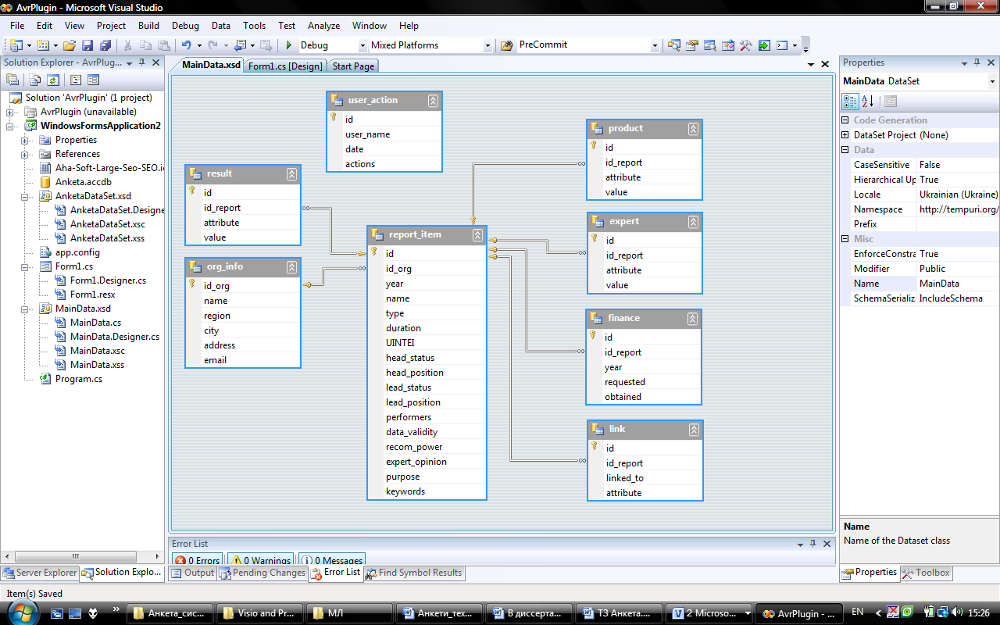 AvrPlugin - Microsoft Visual Studio
File Edit View Project Build Debug Data Tools Test Analyze Window Help
Debug Mixed Platforms PreCommit
Solution Explorer - AvrPlug...
Solution 'AvrPlugin' (1 project)
AvrPlugin (unavailable)
WindowsFormsApplication2
Properties
References
Aha-Soft-Large-Seo-SEO.ic
Anketa.accdb
AnketaDataSet.xsd
AnketaDataSet.Designe
AnketaDataSet.xsc
AnketaDataSet.xss
app.config
Form1.cs
Form1.Designer.cs
Form1.resx
MainData.xsd
MainData.cs
MainData.Designer.cs
MainData.xsc
MainData.xss
Program.cs
Server Explorer Solution Explo...
MainData.xsd Form1.cs [Design] Start Page
user_action
id
user_name
date
actions
result
id
id_report
attribute
value
org_info
id_org
name
region
city
address
email
report_item
id
id_org
year
name
type
duration
UINTEI
head_status
head_position
lead_status
lead_position
performers
data_validity
recom_power
expert_opinion
purpose
keywords
product
id
id_report
attribute
value
expert
id
id_report
attribute
value
finance
id
id_report
year
requested
obtained
link
id
id_report
linked_to
attribute
Error List
0 Errors 0 Warnings 0 Messages
Output Pending Changes Error List Find Symbol Results
Properties
MainData DataSet
Code Generation
DataSet Project (None)
Data
CaseSensitive False
Hierarchical Up True
Locale Ukrainian (Ukraine)
Namespace http://tempuri.org/
Prefix
Misc
EnforceConstra True
Modifier Public
Name MainData
SchemaSerializ IncludeSchema
Name
Name of the Dataset class
Properties Toolbox
Item(s) Saved
Анкета_сис... Visio and Pr... МЛ Анкети_тех... В диссерта... ТЗ Анкета.... 2 Microso... AvrPlugin - ... EN 15:26